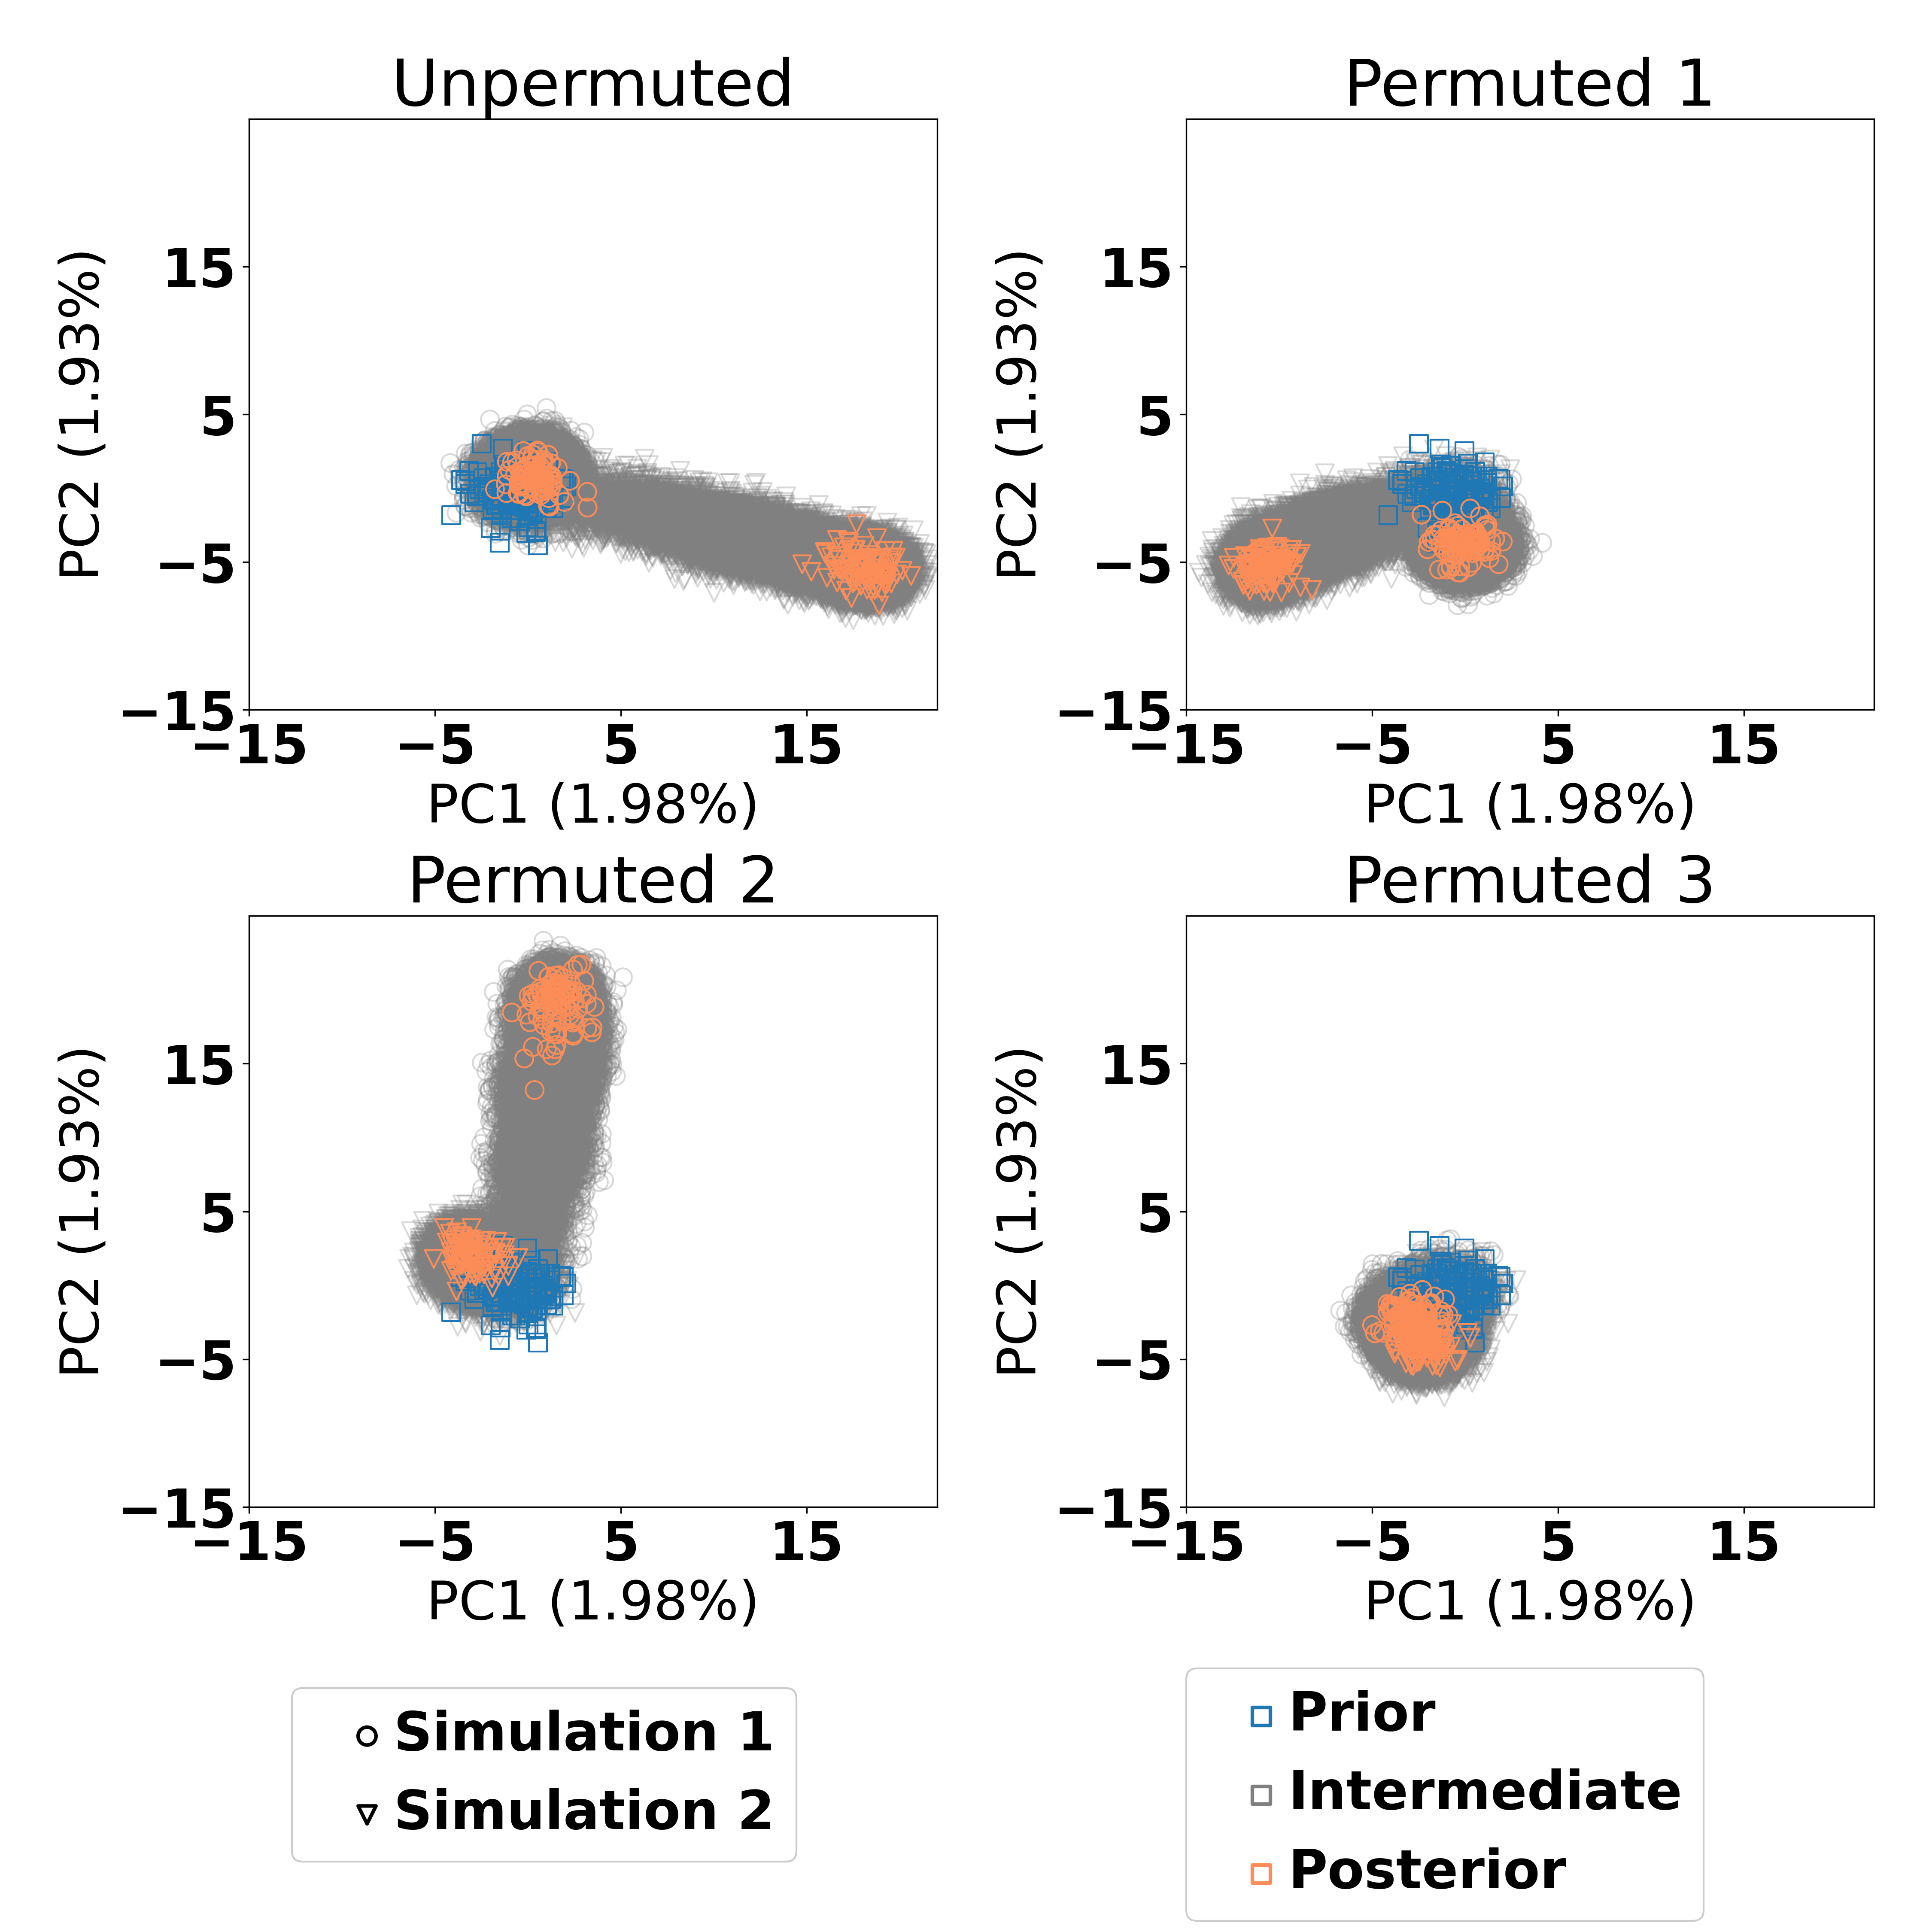 Unpermuted
PC2 (1.93%)
15
5
−5
−15
−15 −5 5 15
PC1 (1.98%)
Permuted 1
PC2 (1.93%)
15
5
−5
−15
−15 −5 5 15
PC1 (1.98%)
Permuted 2
PC2 (1.93%)
15
5
−5
−15
−15 −5 5 15
PC1 (1.98%)
Permuted 3
PC2 (1.93%)
15
5
−5
−15
−15 −5 5 15
PC1 (1.98%)
Simulation 1
Simulation 2
Prior
Intermediate
Posterior